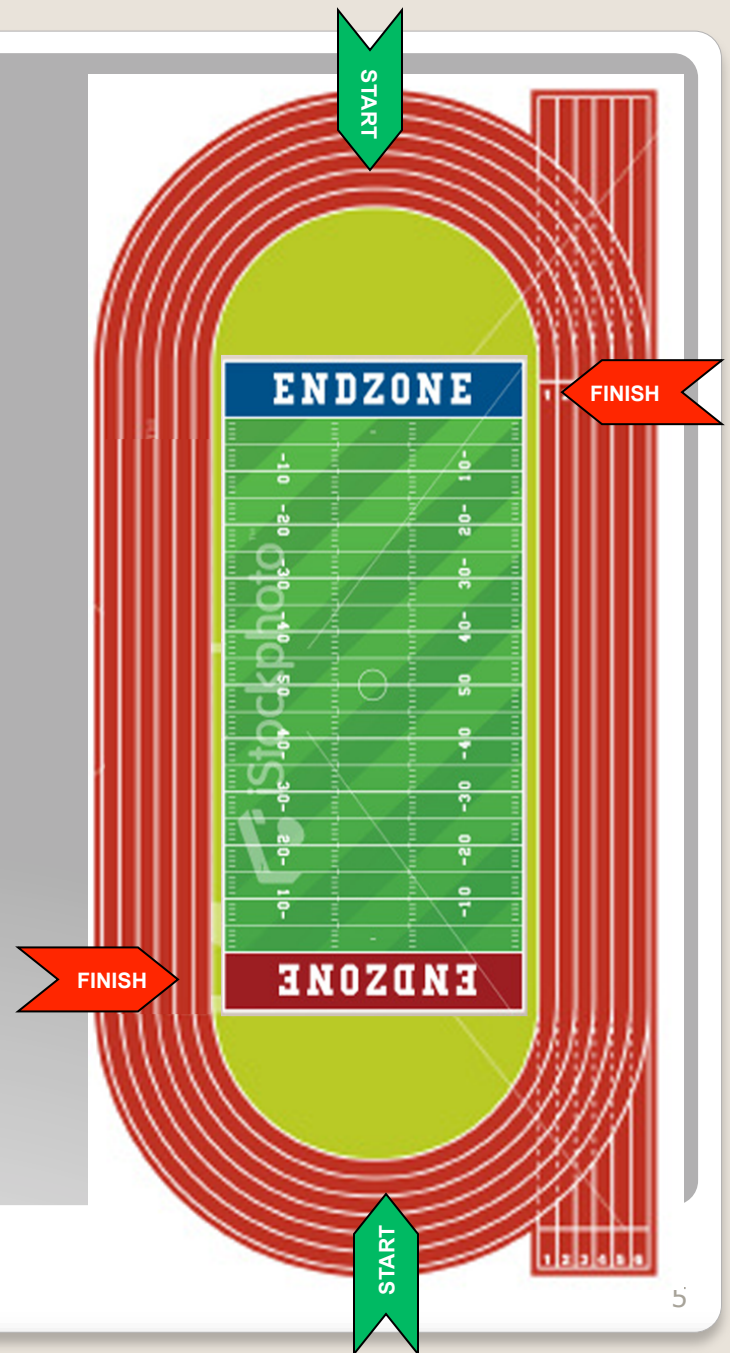 START
ENDZONE
FINISH
1
-10 10-
-20 20-
-30 30-
-40 40-
50 50
40- -40
30- -30
20- -20
10- -10
iStockphoto™
ENDZONE
FINISH
START
1 2 3 4 5 6
5